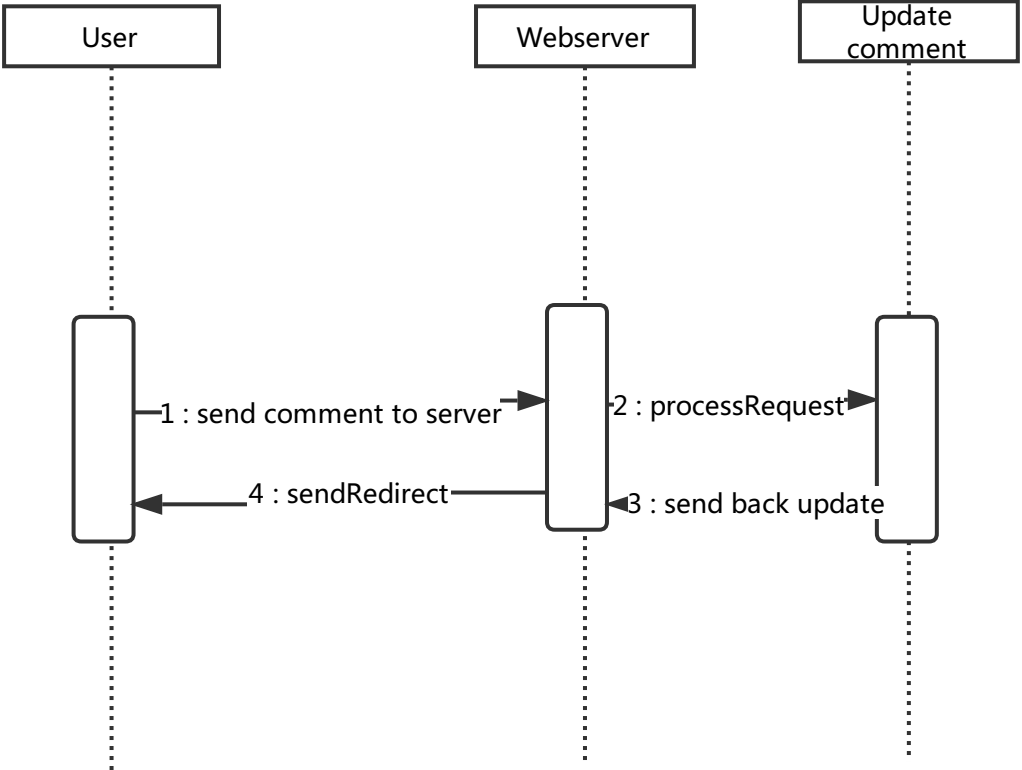 User
Webserver
Update
comment
1 : send comment to server
2 : processRequest
4 : sendRedirect
3 : send back update